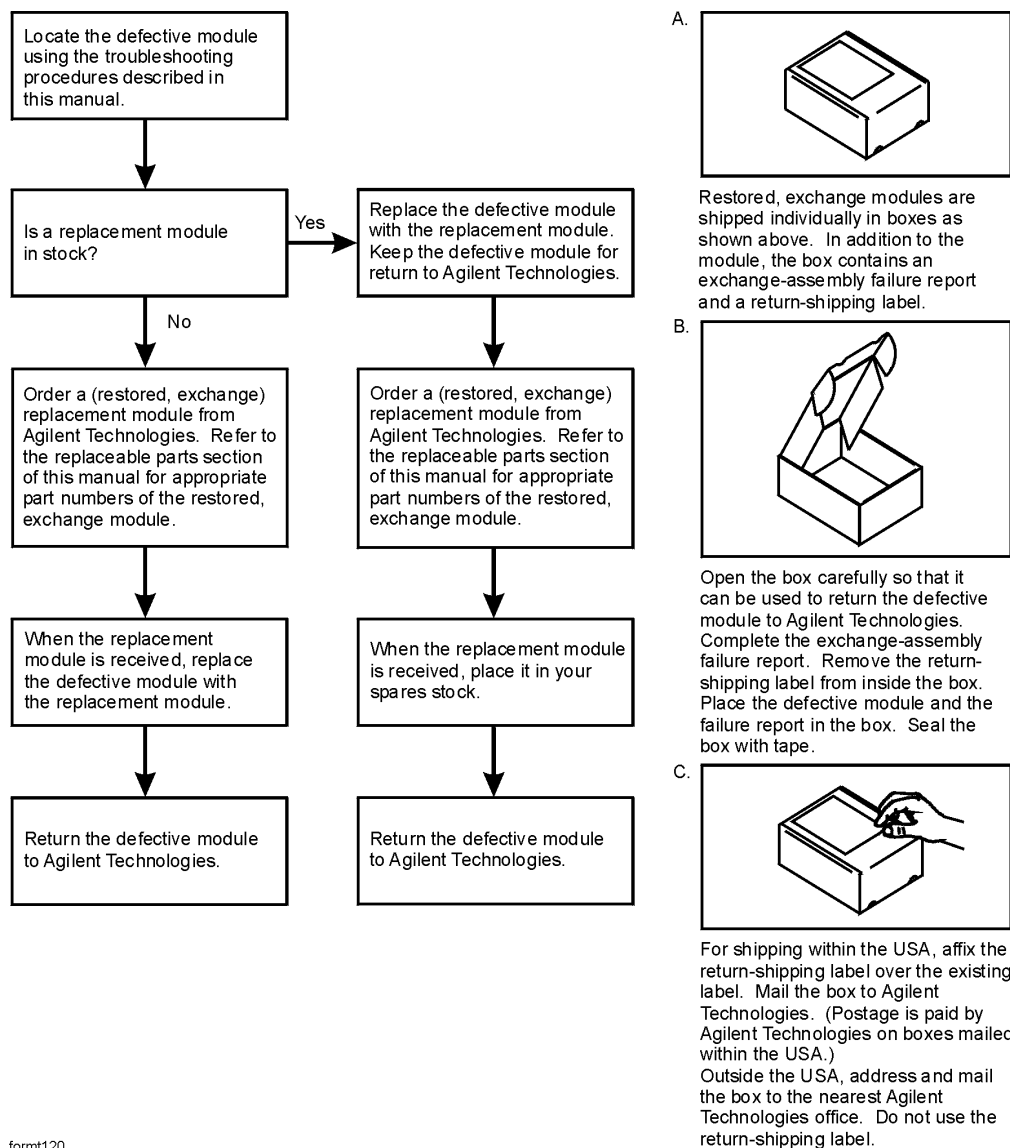 Locate the defective module
using the troubleshooting
procedures described in
this manual.
Is a replacement module
in stock?
Yes
No
Replace the defective module
with the replacement module.
Keep the defective module for
return to Agilent Technologies.
Order a (restored, exchange)
replacement module from
Agilent Technologies.  Refer to
the replaceable parts section
of this manual for appropriate
part numbers of the restored,
exchange module.
Order a (restored, exchange)
replacement module from
Agilent Technologies.  Refer to
the replaceable parts section
of this manual for appropriate
part numbers of the restored,
exchange module.
When the replacement
module is received, replace
the defective module with
the replacement module.
When the replacement module
is received, place it in your
spares stock.
Return the defective module
to Agilent Technologies.
Return the defective module
to Agilent Technologies.
A.
Restored, exchange modules are
shipped individually in boxes as
shown above.  In addition to the
module, the box contains an
exchange-assembly failure report
and a return-shipping label.
B.
Open the box carefully so that it
can be used to return the defective
module to Agilent Technologies.
Complete the exchange-assembly
failure report.  Remove the return-
shipping label from inside the box.
Place the defective module and the
failure report in the box.  Seal the
box with tape.
C.
For shipping within the USA, affix the
return-shipping label over the existing
label.  Mail the box to Agilent
Technologies.  (Postage is paid by
Agilent Technologies on boxes mailed
within the USA.)
Outside the USA, address and mail
the box to the nearest Agilent
Technologies office.  Do not use the
return-shipping label.
formt120